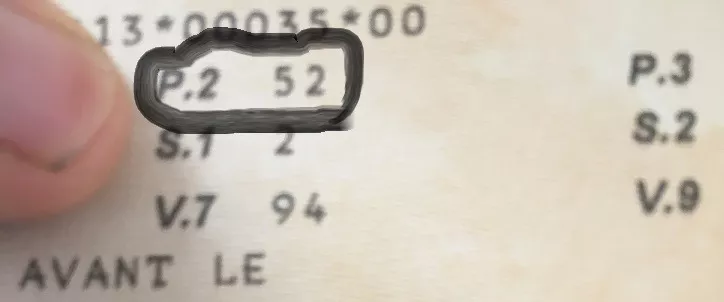 13*00035*00
P.2 52 P.3
S.1 2 S.2
V.7 94 V.9
AVANT LE